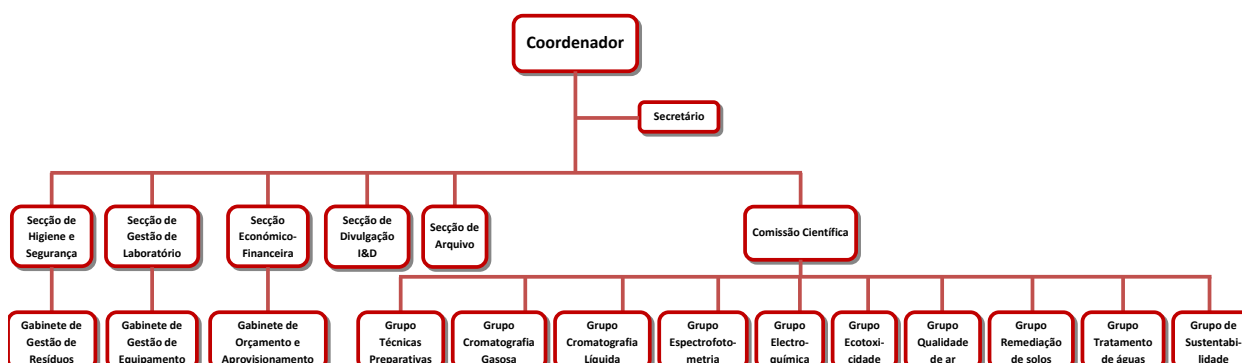 Coordenador
Secretário
Secção de
Higiene e
Segurança
Secção de
Gestão de
Laboratório
Secção
Económico-
Financeira
Secção de
Divulgação
I&D
Secção de
Arquivo
Comissão Científica
Gabinete de
Gestão de
Resíduos
Gabinete de
Gestão de
Equipamento
Gabinete de
Orçamento e
Aprovisionamento
Grupo
Técnicas
Preparativas
Grupo
Cromatografia
Gasosa
Grupo
Cromatografia
Líquida
Grupo
Espectrofoto-
metria
Grupo
Electro-
química
Grupo
Ecotoxi-
cidade
Grupo
Qualidade
de ar
Grupo
Remediação
de solos
Grupo
Tratamento
de águas
Grupo de
Sustentabi-
lidade